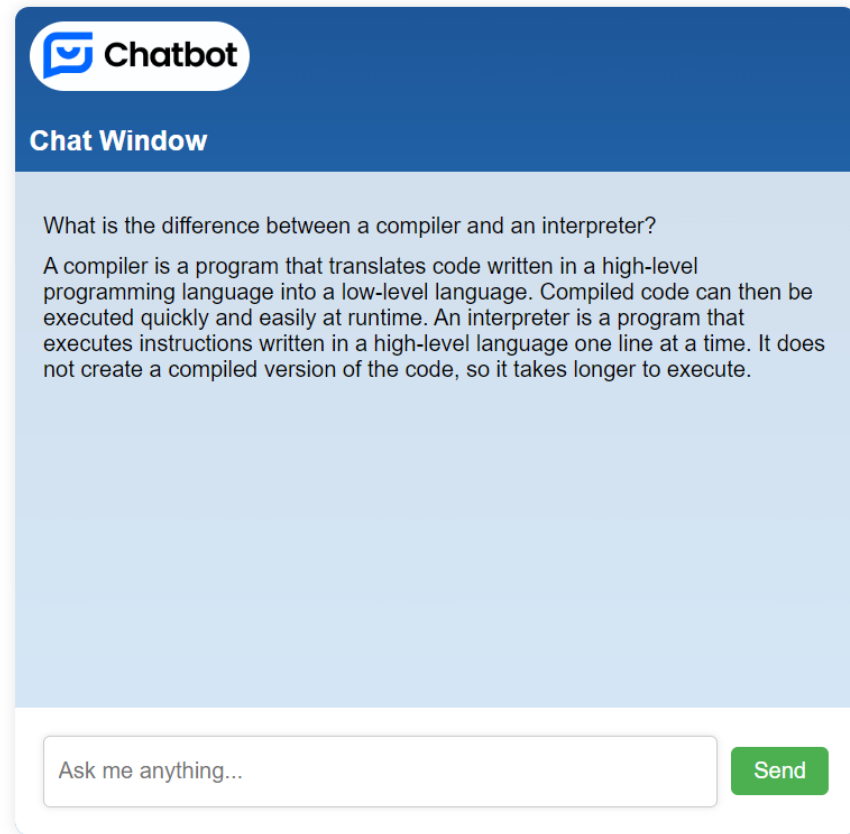 Chatbot
Chat Window
What is the difference between a compiler and an interpreter?
A compiler is a program that translates code written in a high-level
programming language into a low-level language. Compiled code can then be
executed quickly and easily at runtime. An interpreter is a program that
executes instructions written in a high-level language one line at a time. It does
not create a compiled version of the code, so it takes longer to execute.
Ask me anything...
Send